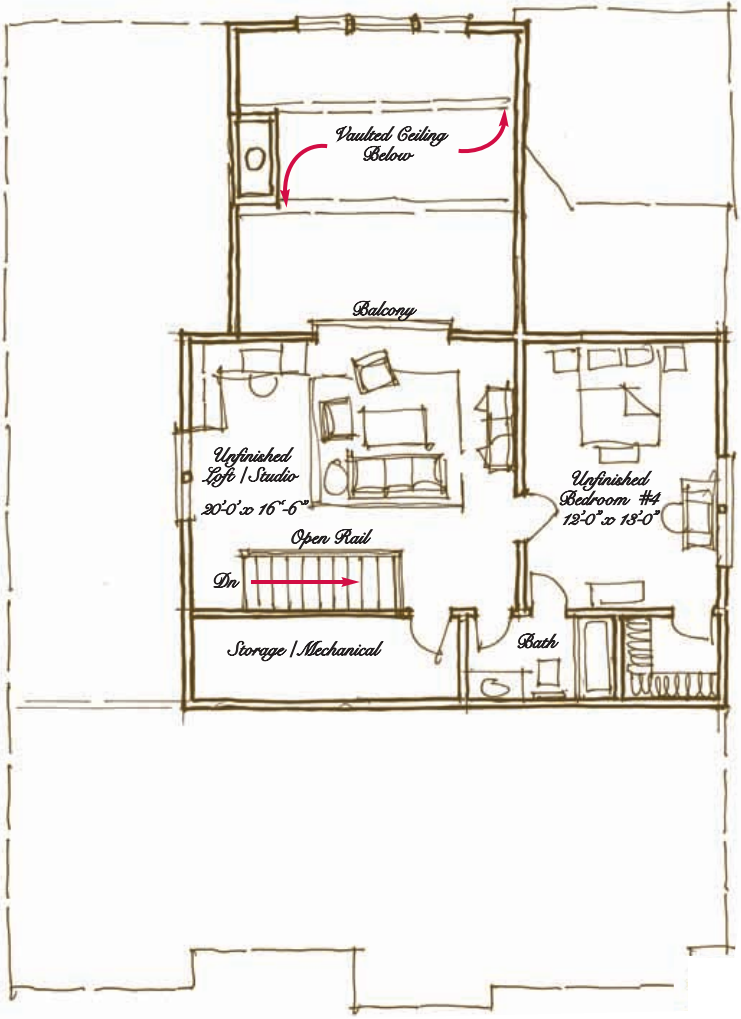 Vaulted Ceiling
Below
Balcony
Unfinished
Loft / Studio
20'-0" x 16'-6"
Unfinished
Bedroom #4
12'-0" x 13'-0"
Open Rail
Dn
Storage / Mechanical
Bath